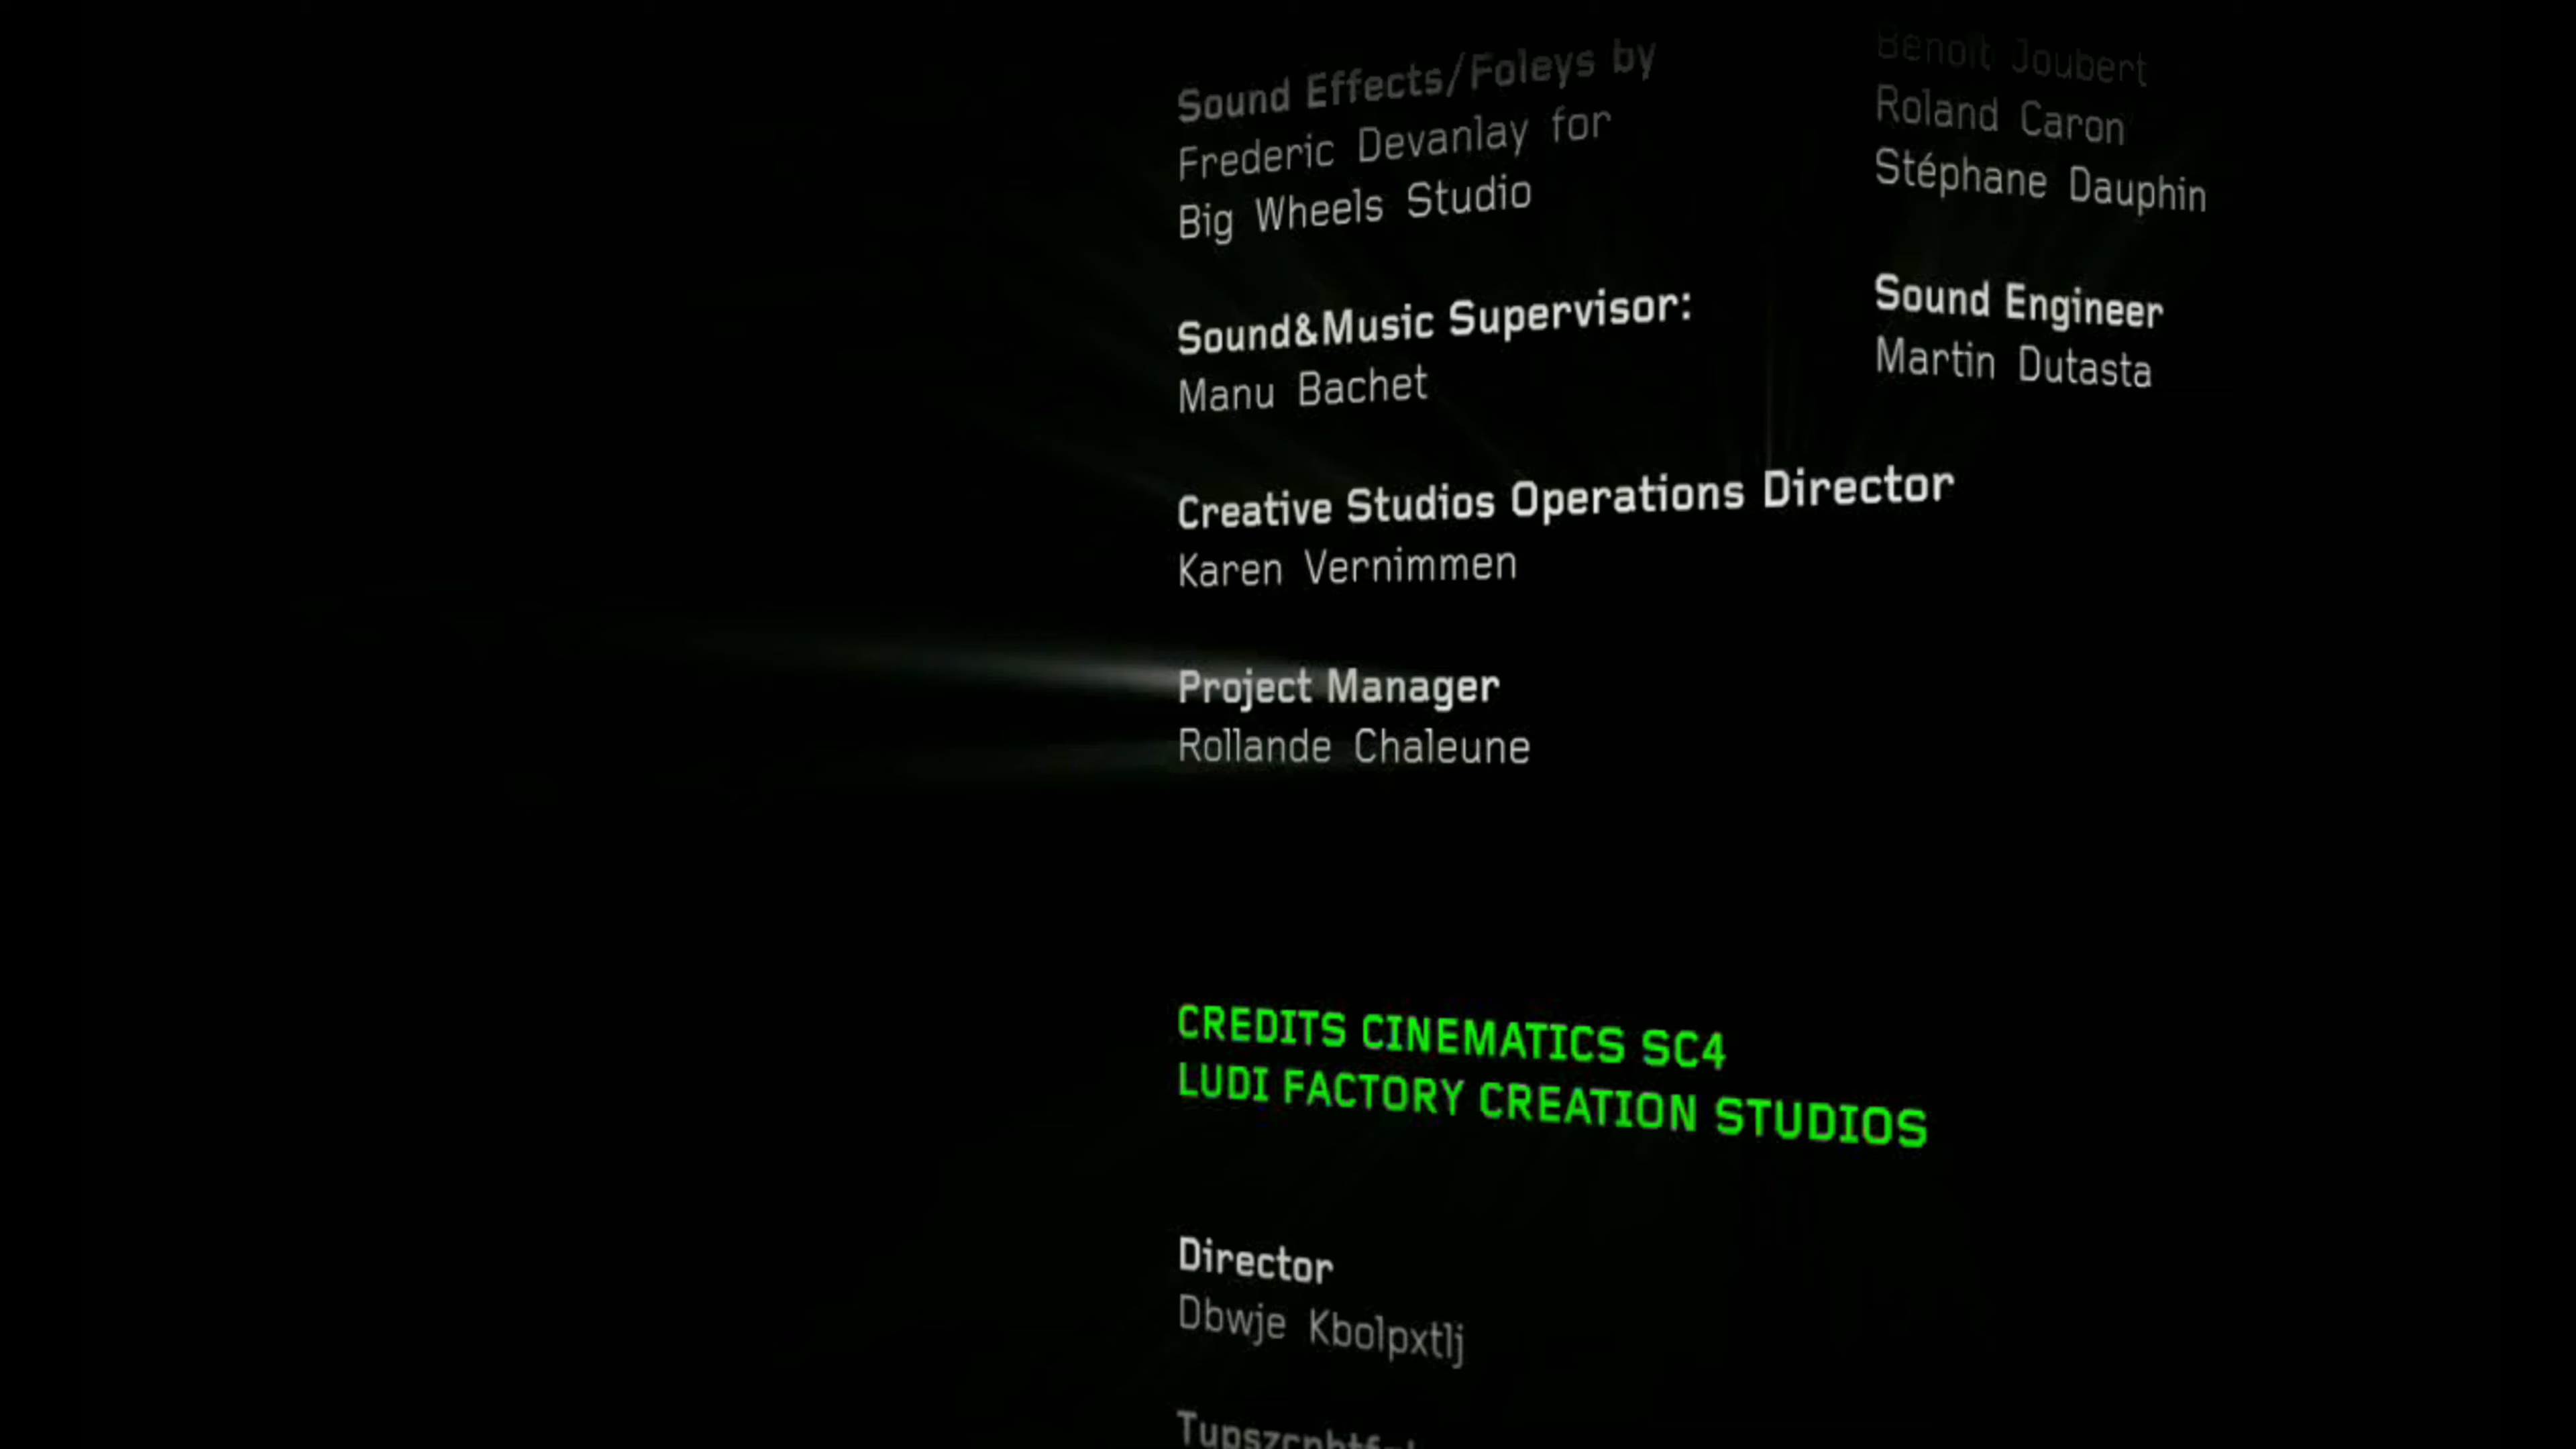 Sound Effects/Foleys by
Frederic Devanlay for
Big Wheels Studio
Sound&Music Supervisor:
Manu Bachet
Creative Studios Operations Director
Karen Vernimmen
Project Manager
Rollande Chaleune
Benoît Joubert
Roland Caron
Stéphane Dauphin
Sound Engineer
Martin Dutasta
CREDITS CINEMATICS SC4
LUDI FACTORY CREATION STUDIOS
Director
Dbwje Kbolpxtlj